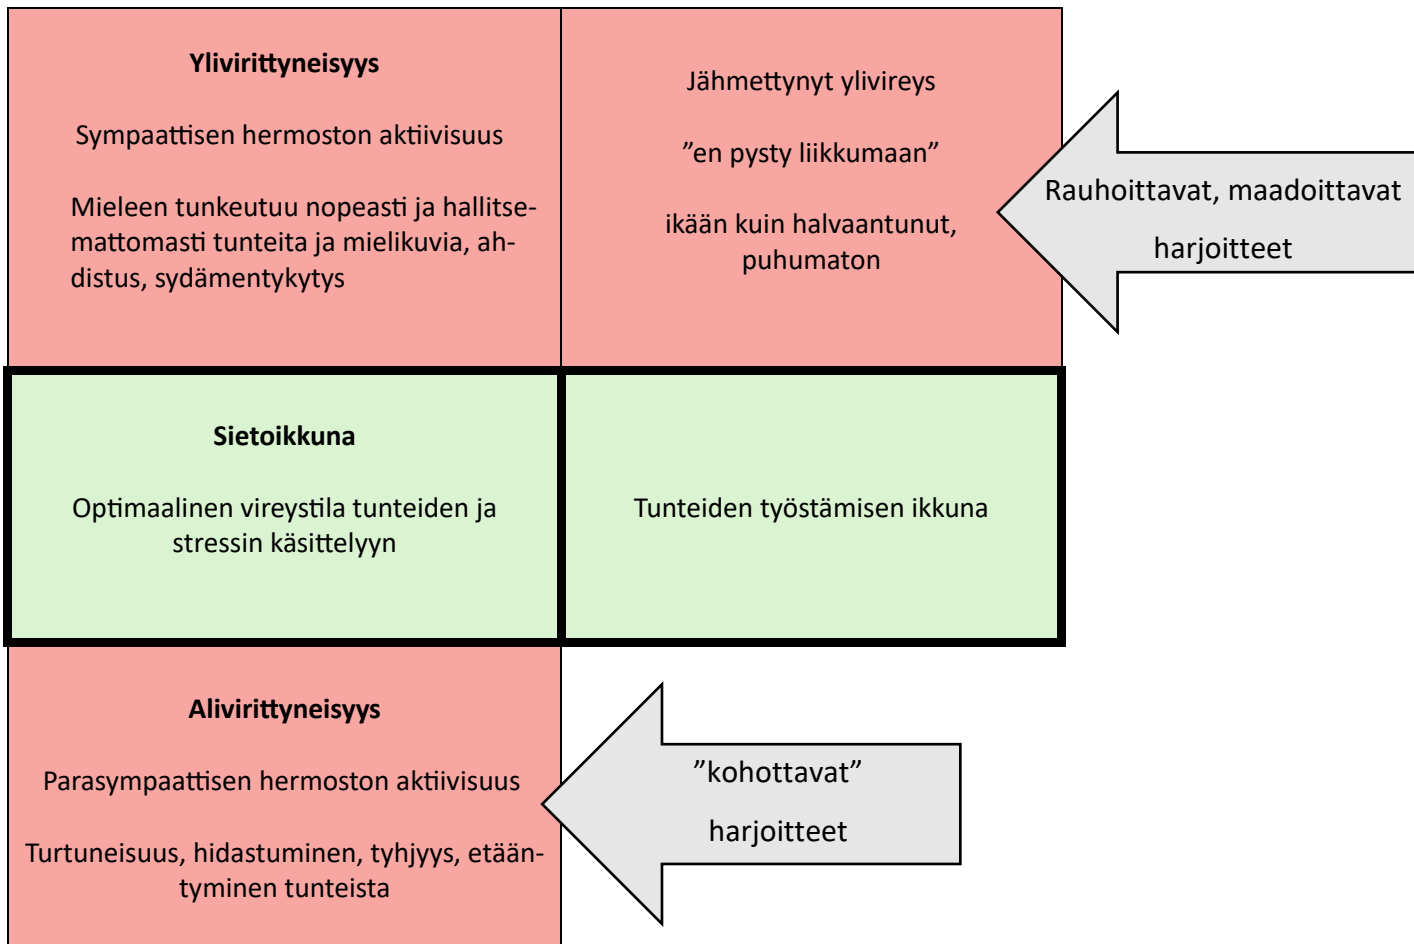 Ylivirittyneisyys
Sympaattisen hermoston aktiivisuus
Mieleen tunkeutuu nopeasti ja hallitse-
mattomasti tunteita ja mielikuvia, ah-
distus, sydämentykytys
Jähmettynyt ylivireys
”en pysty liikkumaan”
ikään kuin halvaantunut,
puhumaton
Rauhoittavat, maadoittavat
harjoitteet
Sietoikkuna
Optimaalinen vireystila tunteiden ja
stressin käsittelyyn
Tunteiden työstämisen ikkuna
Alivirittyneisyys
Parasympaattisen hermoston aktiivisuus
Turtuneisuus, hidastuminen, tyhjyys, etään-
tyminen tunteista
”kohottavat”
harjoitteet